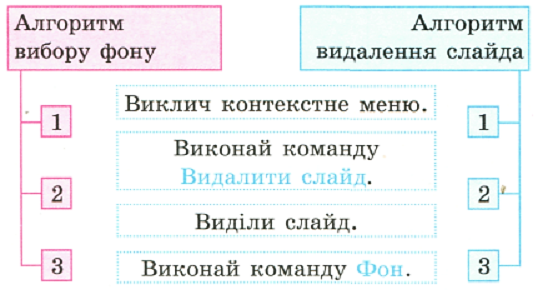 Алгоритм
вибору фону
Алгоритм
видалення слайда
Виклич контекстне меню.
1
1
Виконай команду
Видалити слайд.
2
2
Виділи слайд.
3
Виконай команду Фон.
3